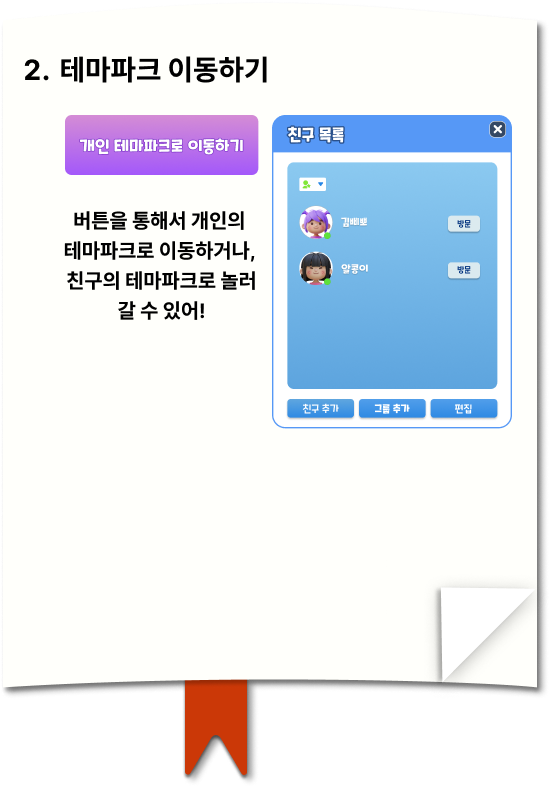 2. 테마파크 이동하기
개인 테마파크로 이동하기
버튼을 통해서 개인의
테마파크로 이동하거나,
친구의 테마파크로 놀러
갈 수 있어!
친구 목록
김삐뽀 방문
알콩이 방문
친구 추가 그룹 추가 편집